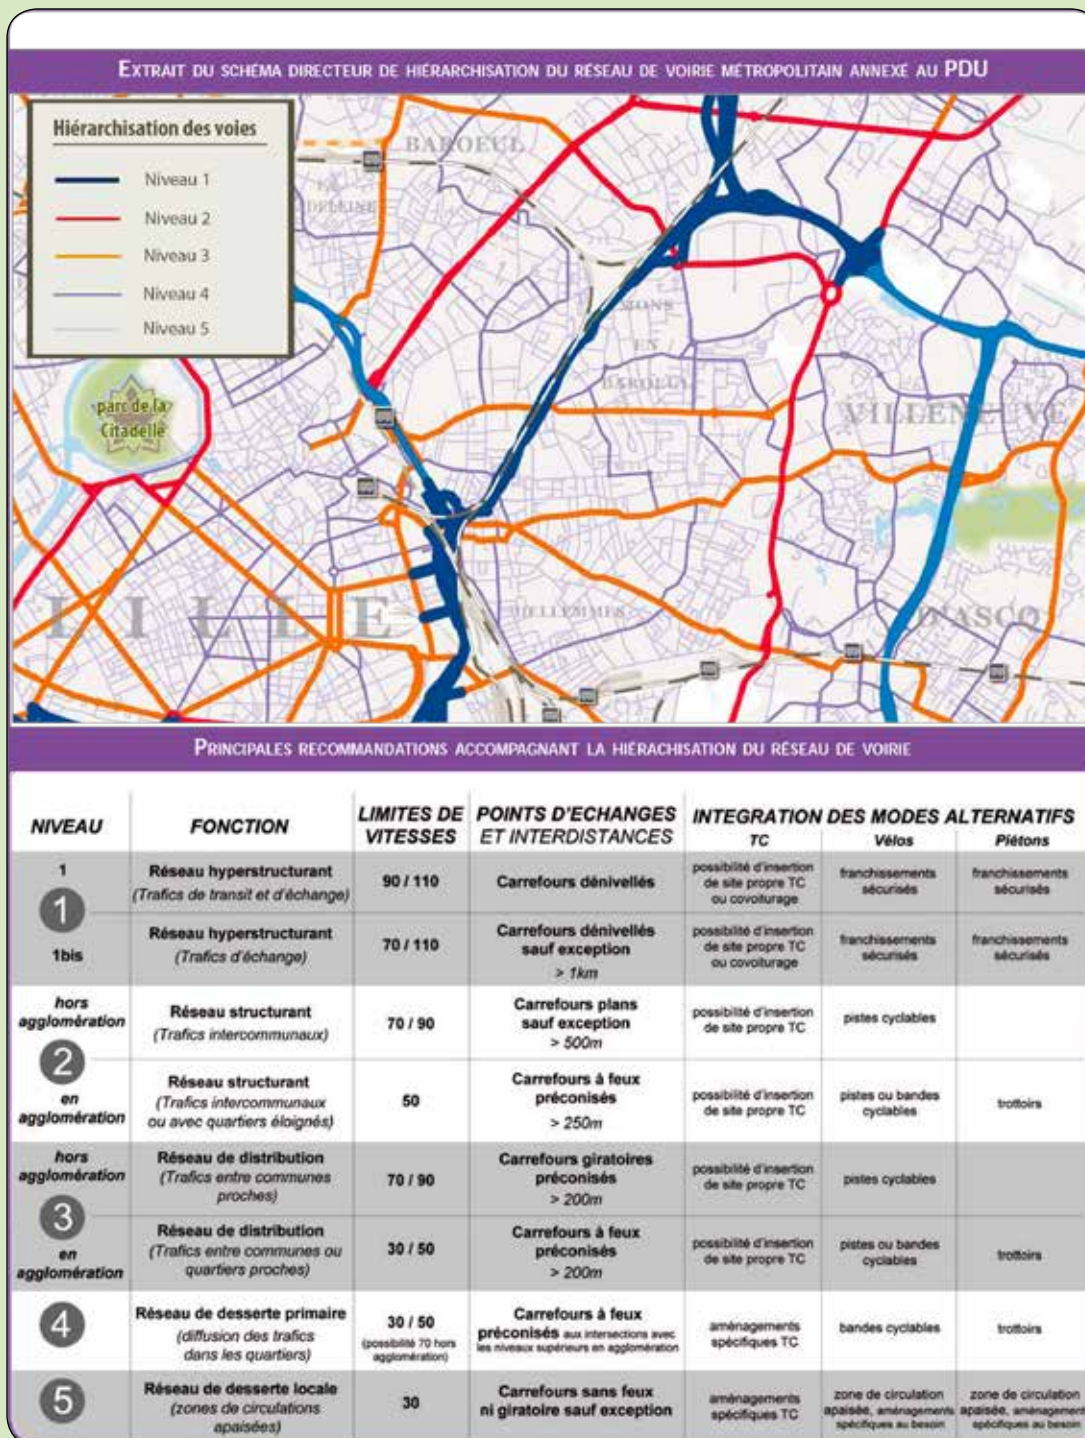 EXTRAIT DU SCHÉMA DIRECTEUR DE HIÉRARCHISATION DU RÉSEAU DE VOIRIE MÉTROPOLITAIN ANNEXÉ AU PDU
Hiérarchisation des voies
Niveau 1
Niveau 2
Niveau 3
Niveau 4
Niveau 5
BAROEUL
LA
DELEINE
MONS
EN
BAROEUL
parc de la
Citadelle
VILLENEUVE
LILLE
HELLEMMES
D'ASCQ
PRINCIPALES RECOMMANDATIONS ACCOMPAGNANT LA HIÉRACHISATION DU RÉSEAU DE VOIRIE
NIVEAU
FONCTION
LIMITES DE
VITESSES
POINTS D'ECHANGES
ET INTERDISTANCES
INTEGRATION DES MODES ALTERNATIFS
TC
Vélos
Piétons
1
1
Réseau hyperstructurant
(Trafics de transit et d'échange)
90 / 110
Carrefours dénivellés
possibilité d'insertion
de site propre TC
ou covoiturage
franchissements
sécurisés
franchissements
sécurisés
1bis
Réseau hyperstructurant
(Trafics d'échange)
70 / 110
Carrefours dénivellés
sauf exception
> 1km
possibilité d'insertion
de site propre TC
ou covoiturage
franchissements
sécurisés
franchissements
sécurisés
hors
agglomération
2
Réseau structurant
(Trafics intercommunaux)
70 / 90
Carrefours plans
sauf exception
> 500m
possibilité d'insertion
de site propre TC
pistes cyclables
en
agglomération
Réseau structurant
(Trafics intercommunaux
ou avec quartiers éloignés)
50
Carrefours à feux
préconisés
> 250m
possibilité d'insertion
de site propre TC
pistes ou bandes
cyclables
trottoirs
hors
agglomération
3
Réseau de distribution
(Trafics entre communes
proches)
70 / 90
Carrefours giratoires
préconisés
> 200m
possibilité d'insertion
de site propre TC
pistes cyclables
en
agglomération
Réseau de distribution
(Trafics entre communes ou
quartiers proches)
30 / 50
Carrefours à feux
préconisés
> 200m
possibilité d'insertion
de site propre TC
pistes ou bandes
cyclables
trottoirs
4
Réseau de desserte primaire
(diffusion des trafics
dans les quartiers)
30 / 50
(possibilité 70 hors
agglomération)
Carrefours à feux
préconisés aux intersections avec
les niveaux supérieurs en agglomération
aménagements
spécifiques TC
bandes cyclables
trottoirs
5
Réseau de desserte locale
(zones de circulations
apaisées)
30
Carrefours sans feux
ni giratoire sauf exception
aménagements
spécifiques TC
zone de circulation
apaisée, aménagements
spécifiques au besoin
zone de circulation
apaisée, aménagement
spécifiques au besoin